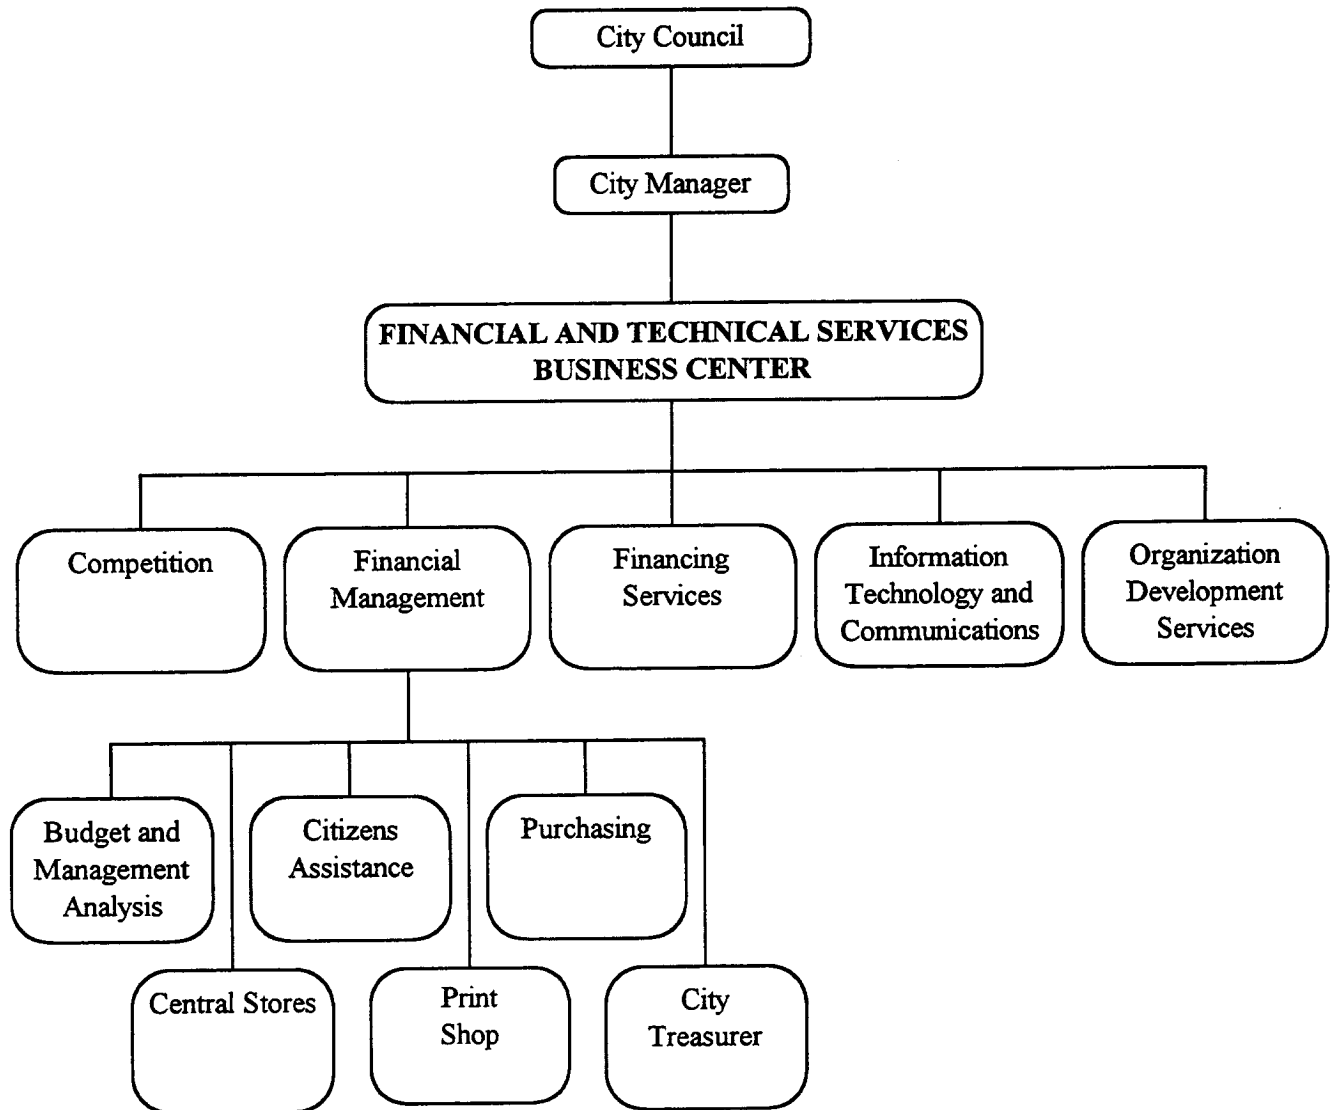 City Council
City Manager
FINANCIAL AND TECHNICAL SERVICES
BUSINESS CENTER
Competition
Financial
Management
Financing
Services
Information
Technology and
Communications
Organization
Development
Services
Budget and
Management
Analysis
Citizens
Assistance
Purchasing
Central Stores
Print
Shop
City
Treasurer